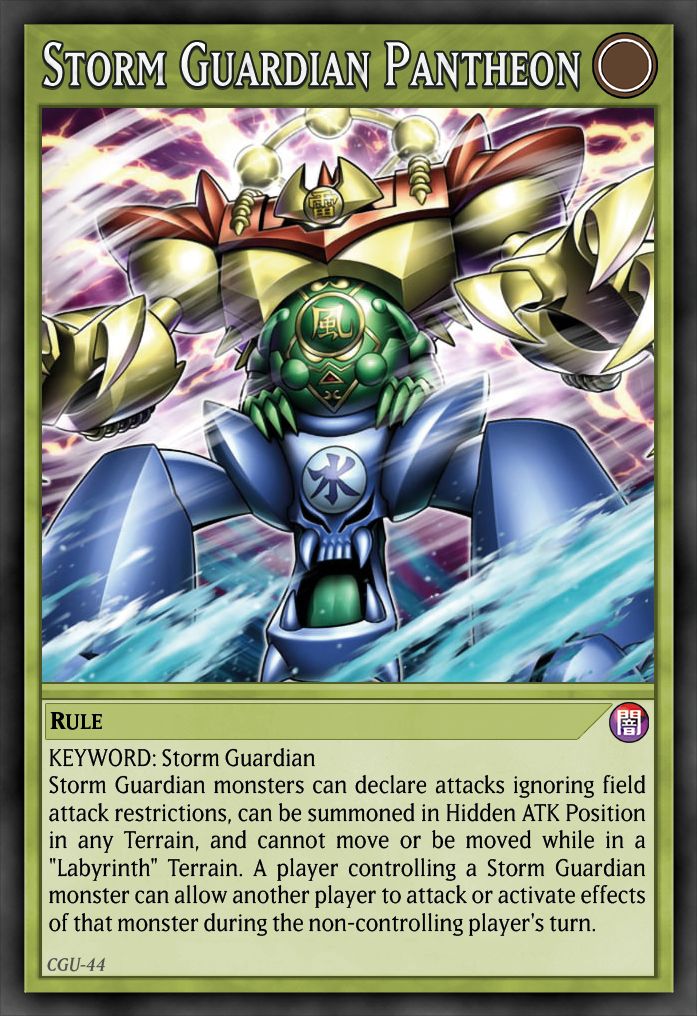 STORM GUARDIAN PANTHEON
雷
風
水
RULE
闇
KEYWORD: Storm Guardian
Storm Guardian monsters can declare attacks ignoring field
attack restrictions, can be summoned in Hidden ATK Position
in any Terrain, and cannot move or be moved while in a
"Labyrinth" Terrain. A player controlling a Storm Guardian
monster can allow another player to attack or activate effects
of that monster during the non-controlling player's turn.
CGU-44